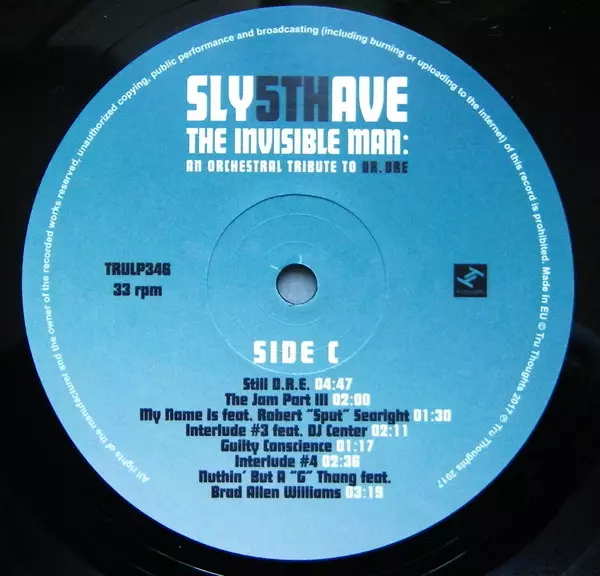 All rights of the manufacturer and the owner of the recorded works reserved, unauthorized copying, public performance and broadcasting (including burning or uploading to the internet) of this record is prohibited. Made in EU © Tru Thoughts 2017 ℗ Tru Thoughts 2017
SLY5THAVE
THE INVISIBLE MAN:
AN ORCHESTRAL TRIBUTE TO DR. DRE
TRULP346
33 rpm
SIDE C
Still D.R.E. 04:47
The Jam Part III 02:00
My Name Is feat. Robert "Sput" Searight 01:30
Interlude #3 feat. DJ Center 02:11
Guilty Conscience 01:17
Interlude #4 02:36
Nuthin' But A "G" Thang feat.
Brad Allen Williams 03:19